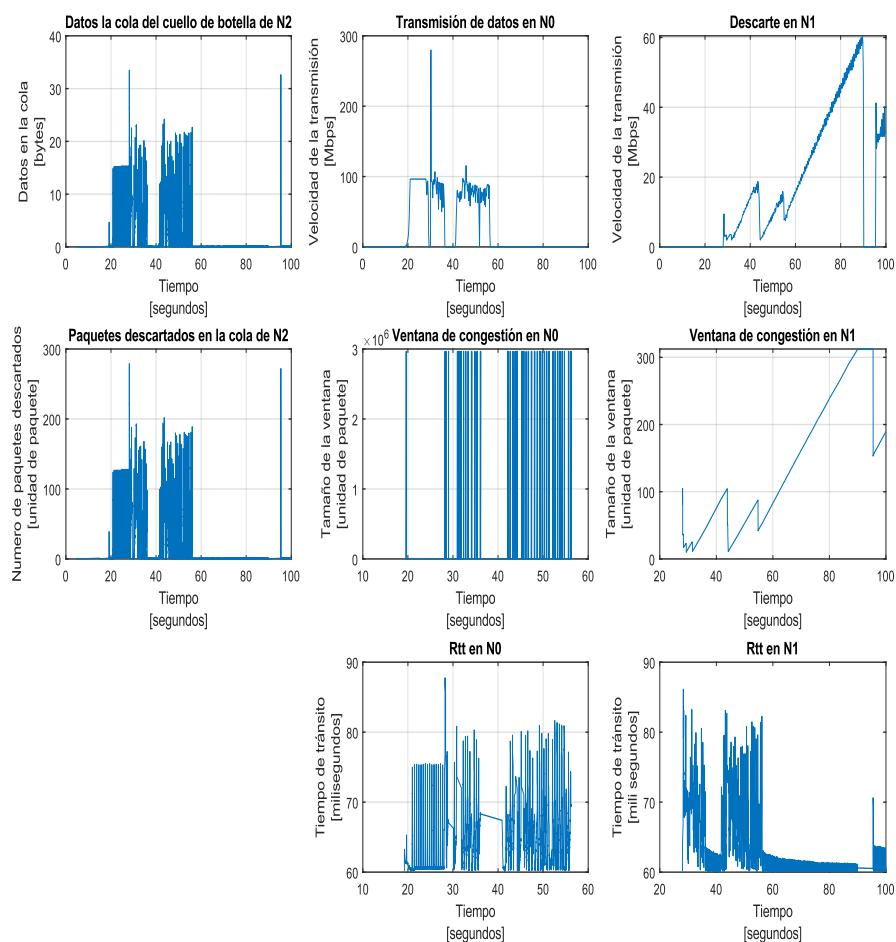 Datos la cola del cuello de botella de N2
Datos en la cola
[bytes]
40
30
20
10
0
0 20 40 60 80 100
Tiempo
[segundos]
Transmisión de datos en N0
Velocidad de la transmisión
[Mbps]
300
200
100
0
0 20 40 60 80 100
Tiempo
[segundos]
Descarte en N1
Velocidad de la transmisión
[Mbps]
60
40
20
0
0 20 40 60 80 100
Tiempo
[segundos]
Paquetes descartados en la cola de N2
Numero de paquetes descartados
[unidad de paquete]
300
200
100
0
0 20 40 60 80 100
Tiempo
[segundos]
Ventana de congestión en N0
Tamaño de la ventana
[unidad de paquete]
×10^6
3
2
1
0
10 20 30 40 50 60
Tiempo
[segundos]
Ventana de congestión en N1
Tamaño de la ventana
[unidad de paquete]
300
200
100
0
20 40 60 80 100
Tiempo
[segundos]
Rtt en N0
Tiempo de tránsito
[milisegundos]
90
80
70
60
10 20 30 40 50 60
Tiempo
[segundos]
Rtt en N1
Tiempo de tránsito
[mili segundos]
90
80
70
60
20 40 60 80 100
Tiempo
[segundos]